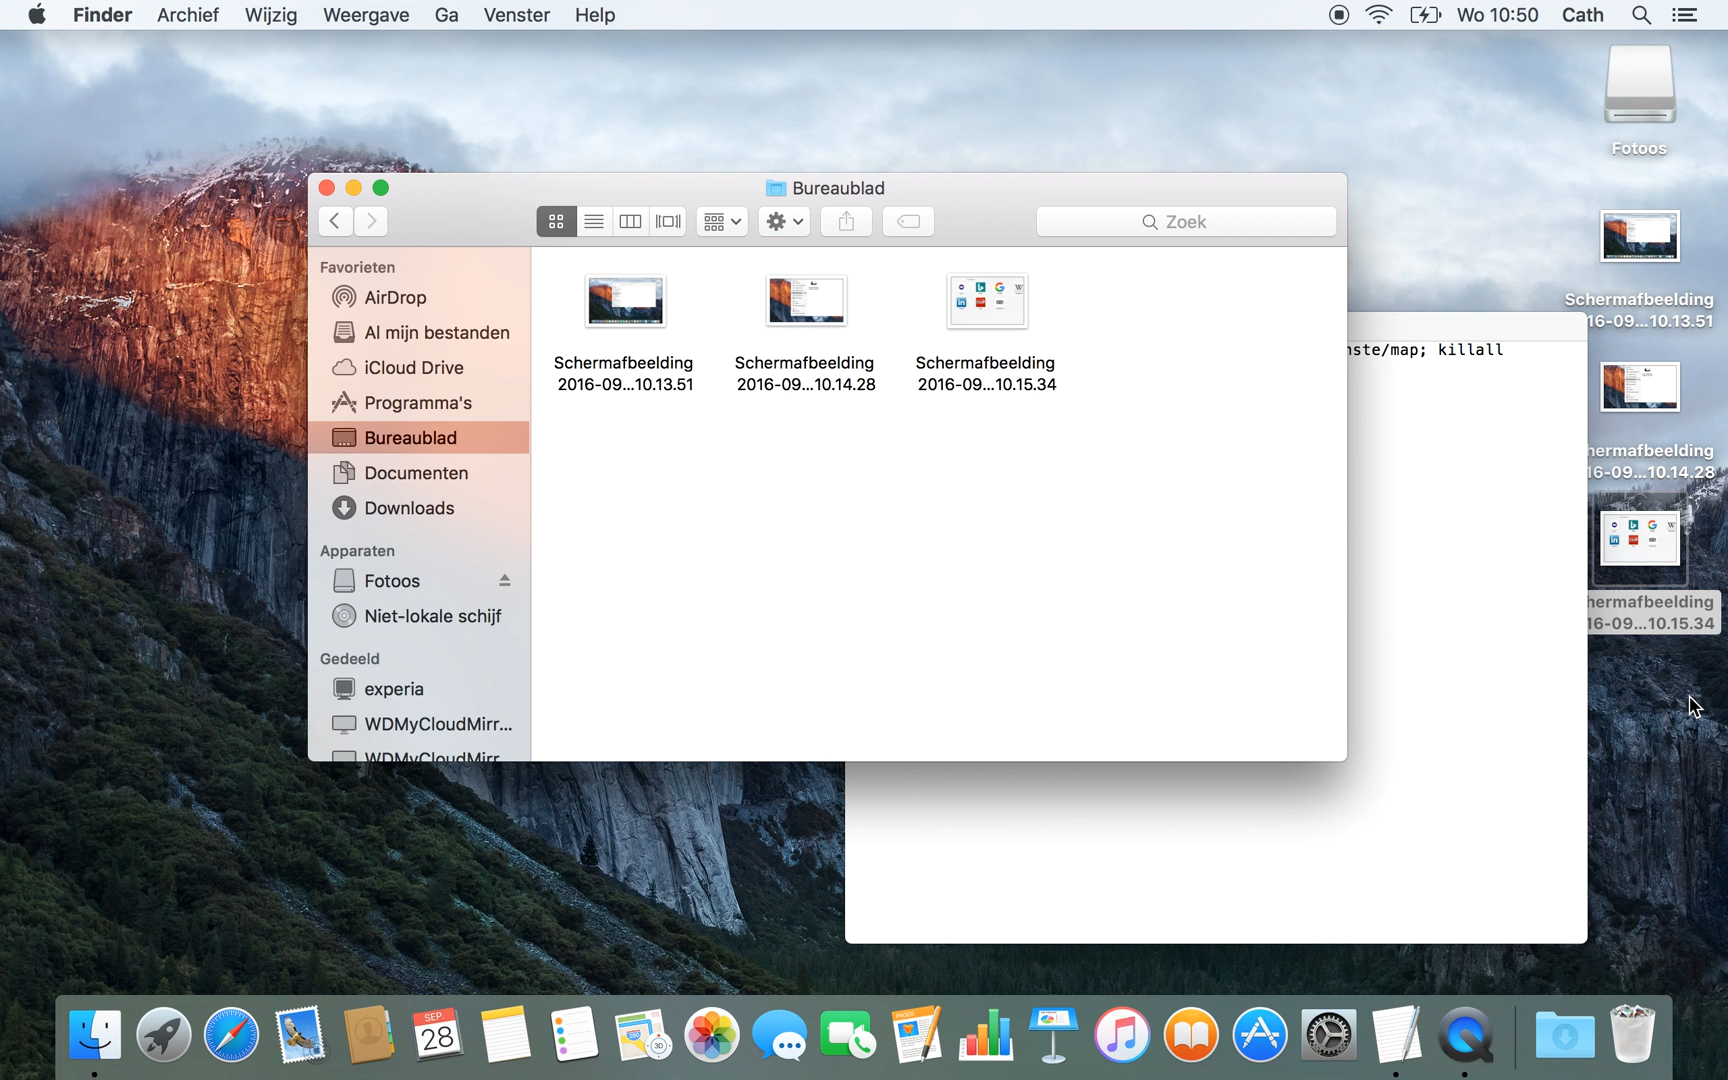 Finder Archief Wijzig Weergave Ga Venster Help Wo 10:50 Cath
Fotoos
Bureaublad
Zoek
Favorieten
AirDrop
Al mijn bestanden
iCloud Drive
Programma's
Bureaublad
Documenten
Downloads
Apparaten
Fotoos
Niet-lokale schijf
Gedeeld
experia
WDMyCloudMirr...
WDMyCloudMirr
Schermafbeelding
2016-09...10.13.51
Schermafbeelding
2016-09...10.14.28
Schermafbeelding
2016-09...10.15.34
nste/map; killall
Schermafbeelding
16-09...10.13.51
hermafbeelding
16-09...10.14.28
hermafbeelding
16-09...10.15.34
SEP.
28
PAGES
3D